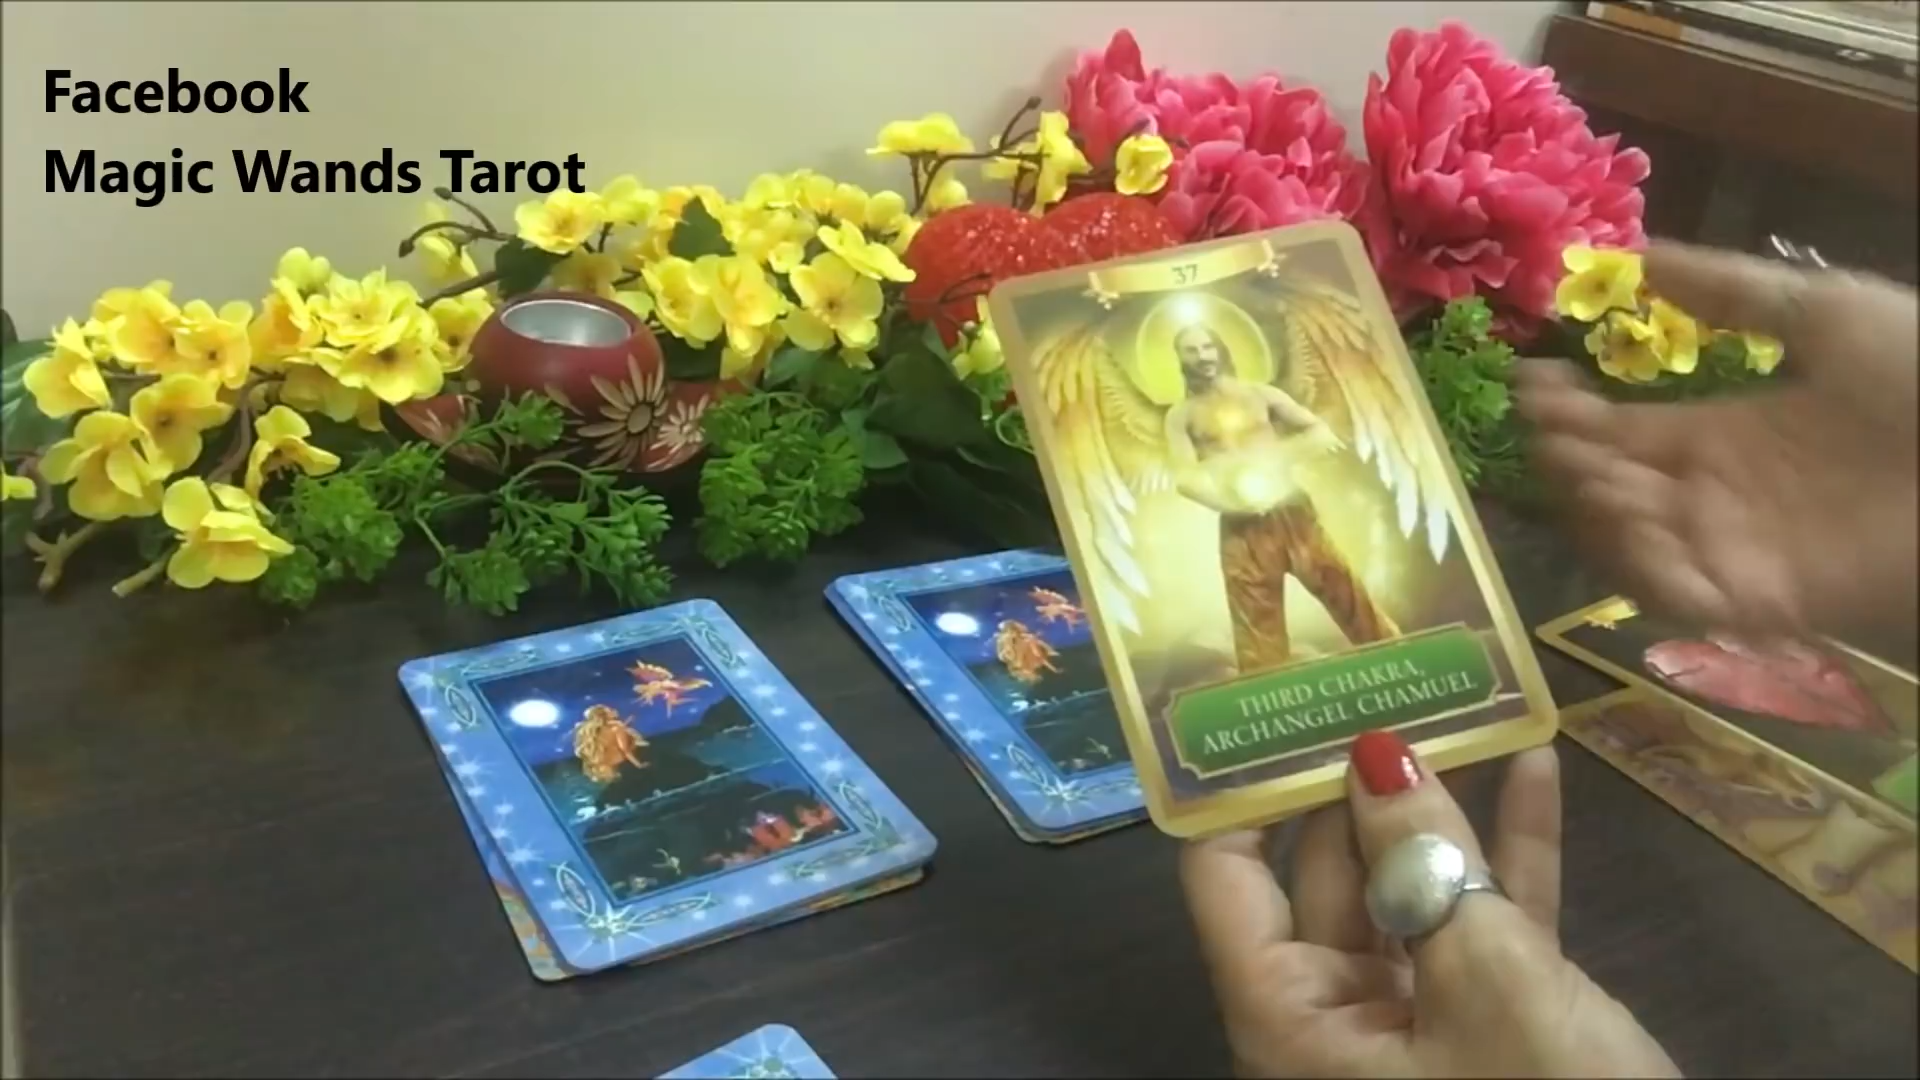 Facebook
Magic Wands Tarot
37
THIRD CHAKRA,
ARCHANGEL CHAMUEL